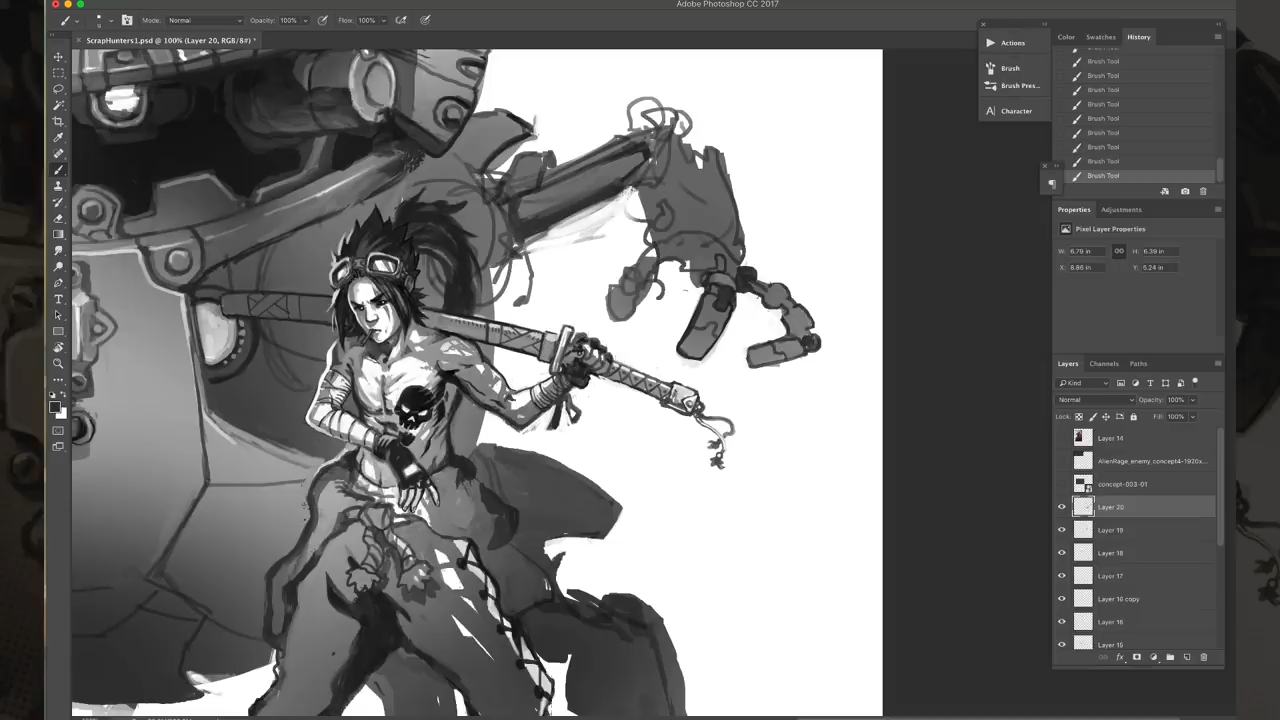 Adobe Photoshop CC 2017
Mode: Normal Opacity: 100% Flow: 100%
ScrapHunters1.psd @ 100% (Layer 20, RGB/8#) *
Actions
Brush
Brush Pres...
Character
Color Swatches History
Brush Tool
Brush Tool
Brush Tool
Brush Tool
Brush Tool
Brush Tool
Brush Tool
Brush Tool
Brush Tool
Properties Adjustments
Pixel Layer Properties
W: 6.79 in H: 6.39 in
X: 8.86 in Y: 5.24 in
Layers Channels Paths
Kind
Normal Opacity: 100%
Lock: Fill: 100%
Layer 14
AlienRage_enemy_concept4-1920x...
concept-003-01
Layer 20
Layer 19
Layer 18
Layer 17
Layer 16 copy
Layer 16
Layer 15
fx